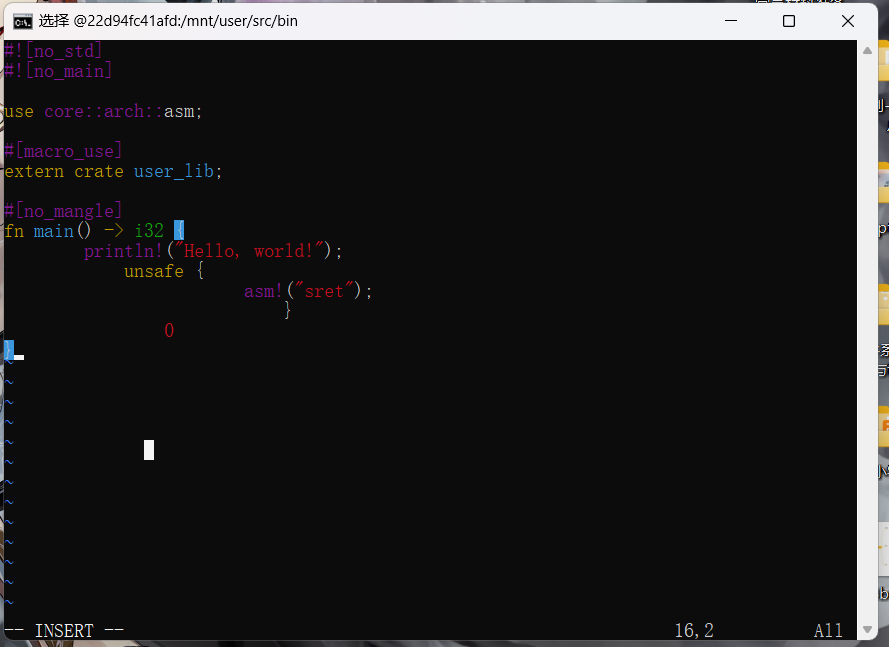 选择 @22d94fc41afd:/mnt/user/src/bin
#![no_std]
#![no_main]
use core::arch::asm;
#[macro_use]
extern crate user_lib;
#[no_mangle]
fn main() -> i32 {
println!("Hello, world!");
unsafe {
asm!("sret");
}
0
}
~
~
~
~
~
~
~
~
~
~
~
~
~
-- INSERT -- 16,2 All